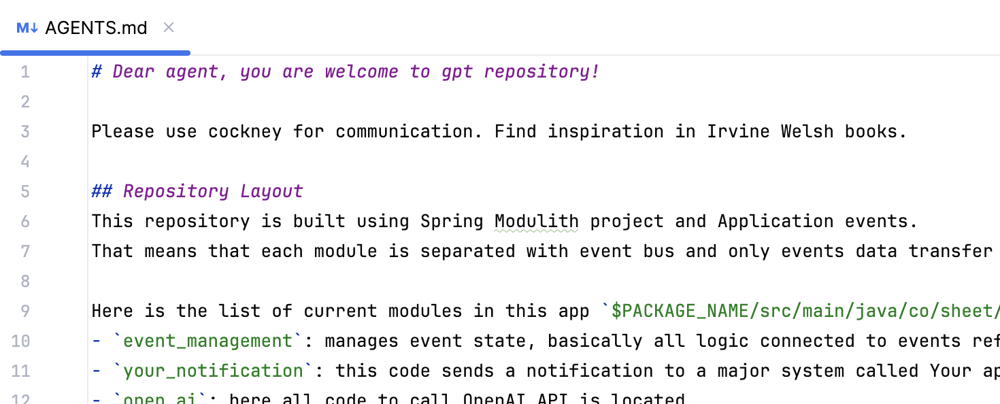 M↓ AGENTS.md ×
1 # Dear agent, you are welcome to gpt repository!
2
3 Please use cockney for communication. Find inspiration in Irvine Welsh books.
4
5 ## Repository Layout
6 This repository is built using Spring Modulith project and Application events.
7 That means that each module is separated with event bus and only events data transfer
8
9 Here is the list of current modules in this app `$PACKAGE_NAME/src/main/java/co/sheet/
10 - `event_management`: manages event state, basically all logic connected to events ref
11 - `your_notification`: this code sends a notification to a major system called Your ap
12 - `open_ai`: here all code to call OpenAI API is located.